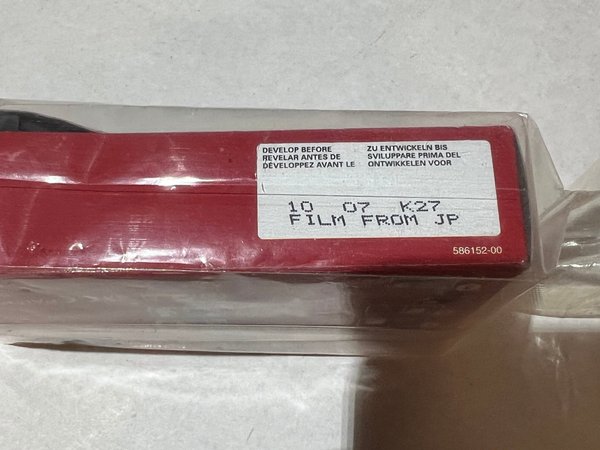 DEVELOP BEFORE
REVELAR ANTES DE
DÉVELOPPEZ AVANT LE
ZU ENTWICKELN BIS
SVILUPPARE PRIMA DEL
ONTWIKKELEN VOOR
10 07 K27
FILM FROM JP
586152-00